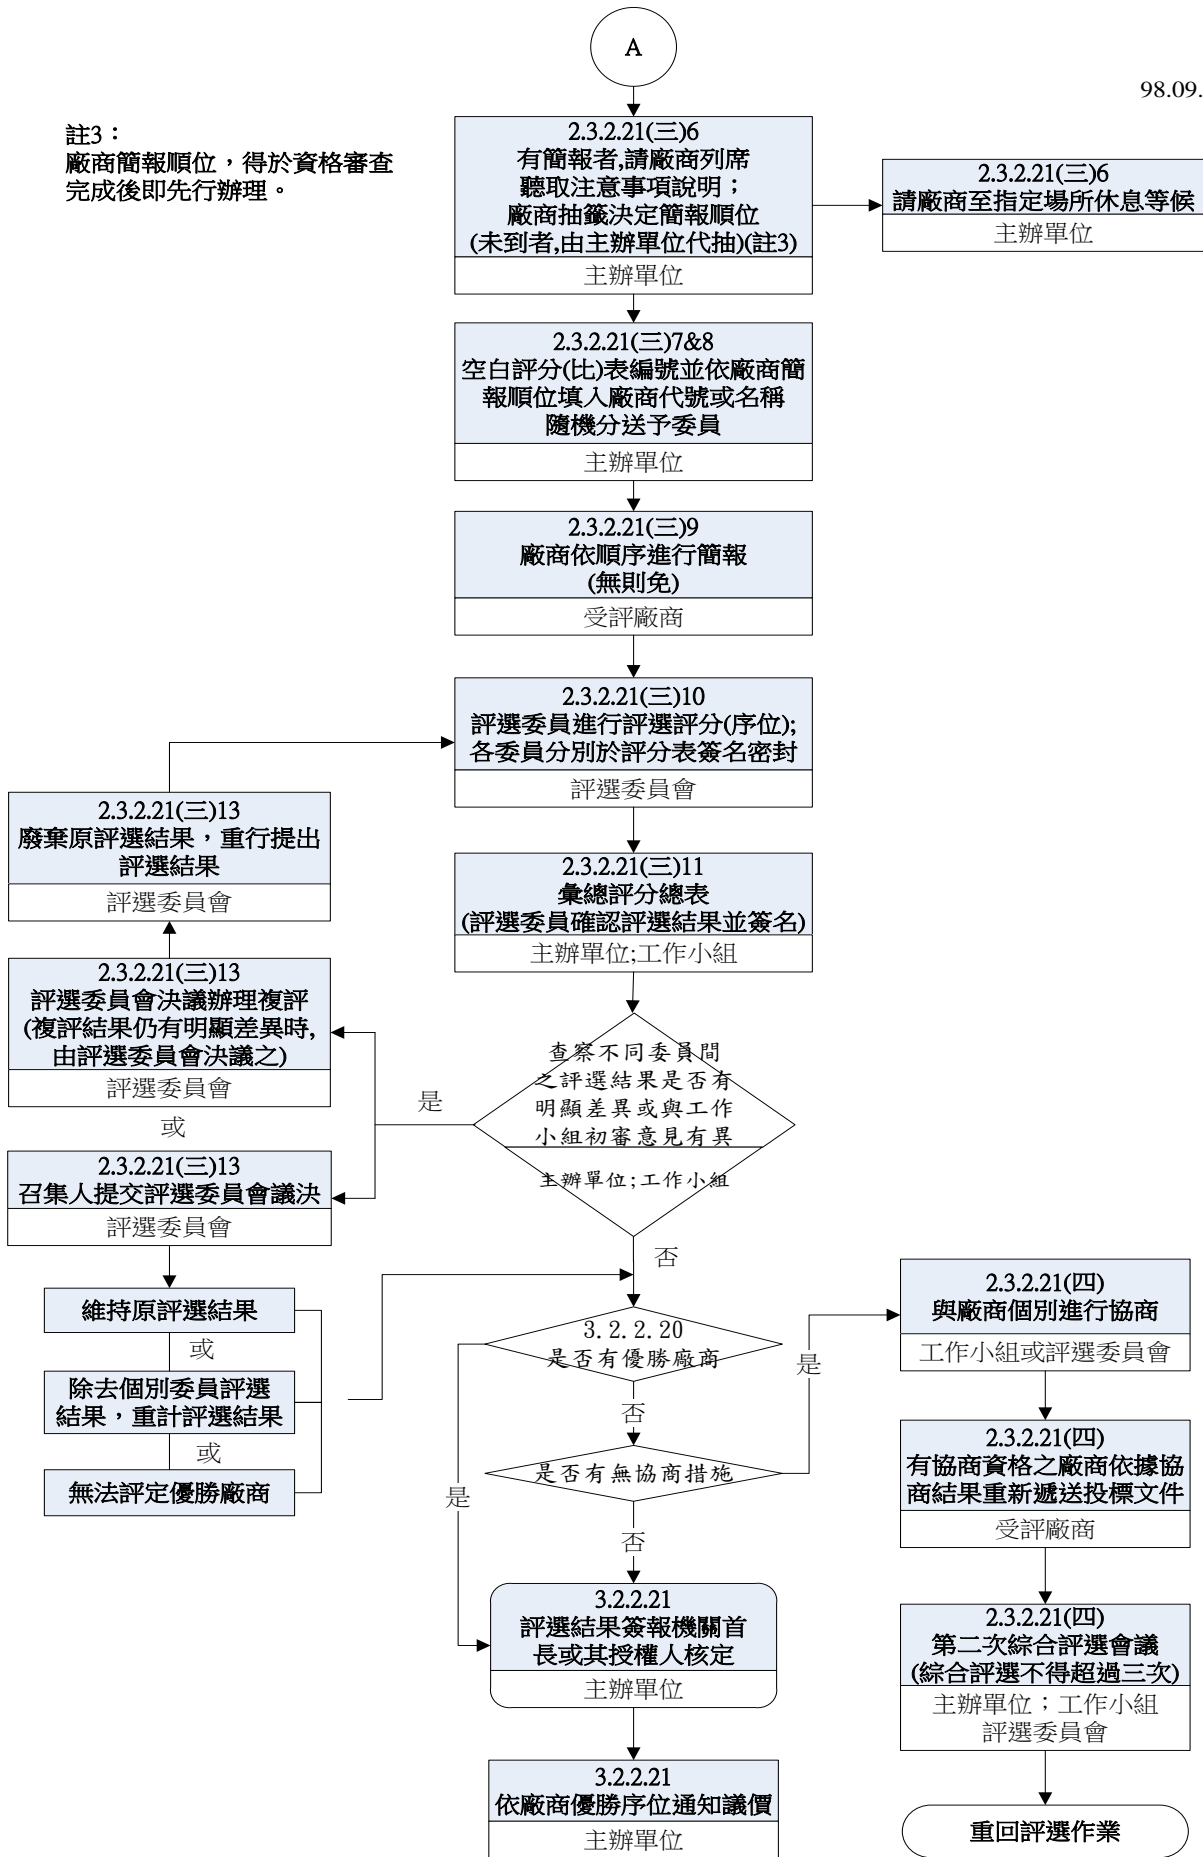 A
98.09.
註3：
廠商簡報順位，得於資格審查
完成後即先行辦理。
2.3.2.21(三)6
有簡報者,請廠商列席
聽取注意事項說明；
廠商抽籤決定簡報順位
(未到者,由主辦單位代抽)(註3)
主辦單位
2.3.2.21(三)6
請廠商至指定場所休息等候
主辦單位
2.3.2.21(三)7&8
空白評分(比)表編號並依廠商簡
報順位填入廠商代號或名稱
隨機分送予委員
主辦單位
2.3.2.21(三)9
廠商依順序進行簡報
(無則免)
受評廠商
2.3.2.21(三)10
評選委員進行評選評分(序位);
各委員分別於評分表簽名密封
評選委員會
2.3.2.21(三)13
廢棄原評選結果，重行提出
評選結果
評選委員會
2.3.2.21(三)11
彙總評分總表
(評選委員確認評選結果並簽名)
主辦單位;工作小組
2.3.2.21(三)13
評選委員會決議辦理複評
(複評結果仍有明顯差異時,
由評選委員會決議之)
評選委員會
或
是
查察不同委員間
之評選結果是否有
明顯差異或與工作
小組初審意見有異
主辦單位;工作小組
2.3.2.21(三)13
召集人提交評選委員會議決
評選委員會
否
維持原評選結果
或
除去個別委員評選
結果，重計評選結果
或
無法評定優勝廠商
3.2.2.20
是否有優勝廠商
是
否
是否有無協商措施
是
否
2.3.2.21(四)
與廠商個別進行協商
工作小組或評選委員會
2.3.2.21(四)
有協商資格之廠商依據協
商結果重新遞送投標文件
受評廠商
3.2.2.21
評選結果簽報機關首
長或其授權人核定
主辦單位
2.3.2.21(四)
第二次綜合評選會議
(綜合評選不得超過三次)
主辦單位；工作小組
評選委員會
3.2.2.21
依廠商優勝序位通知議價
主辦單位
重回評選作業